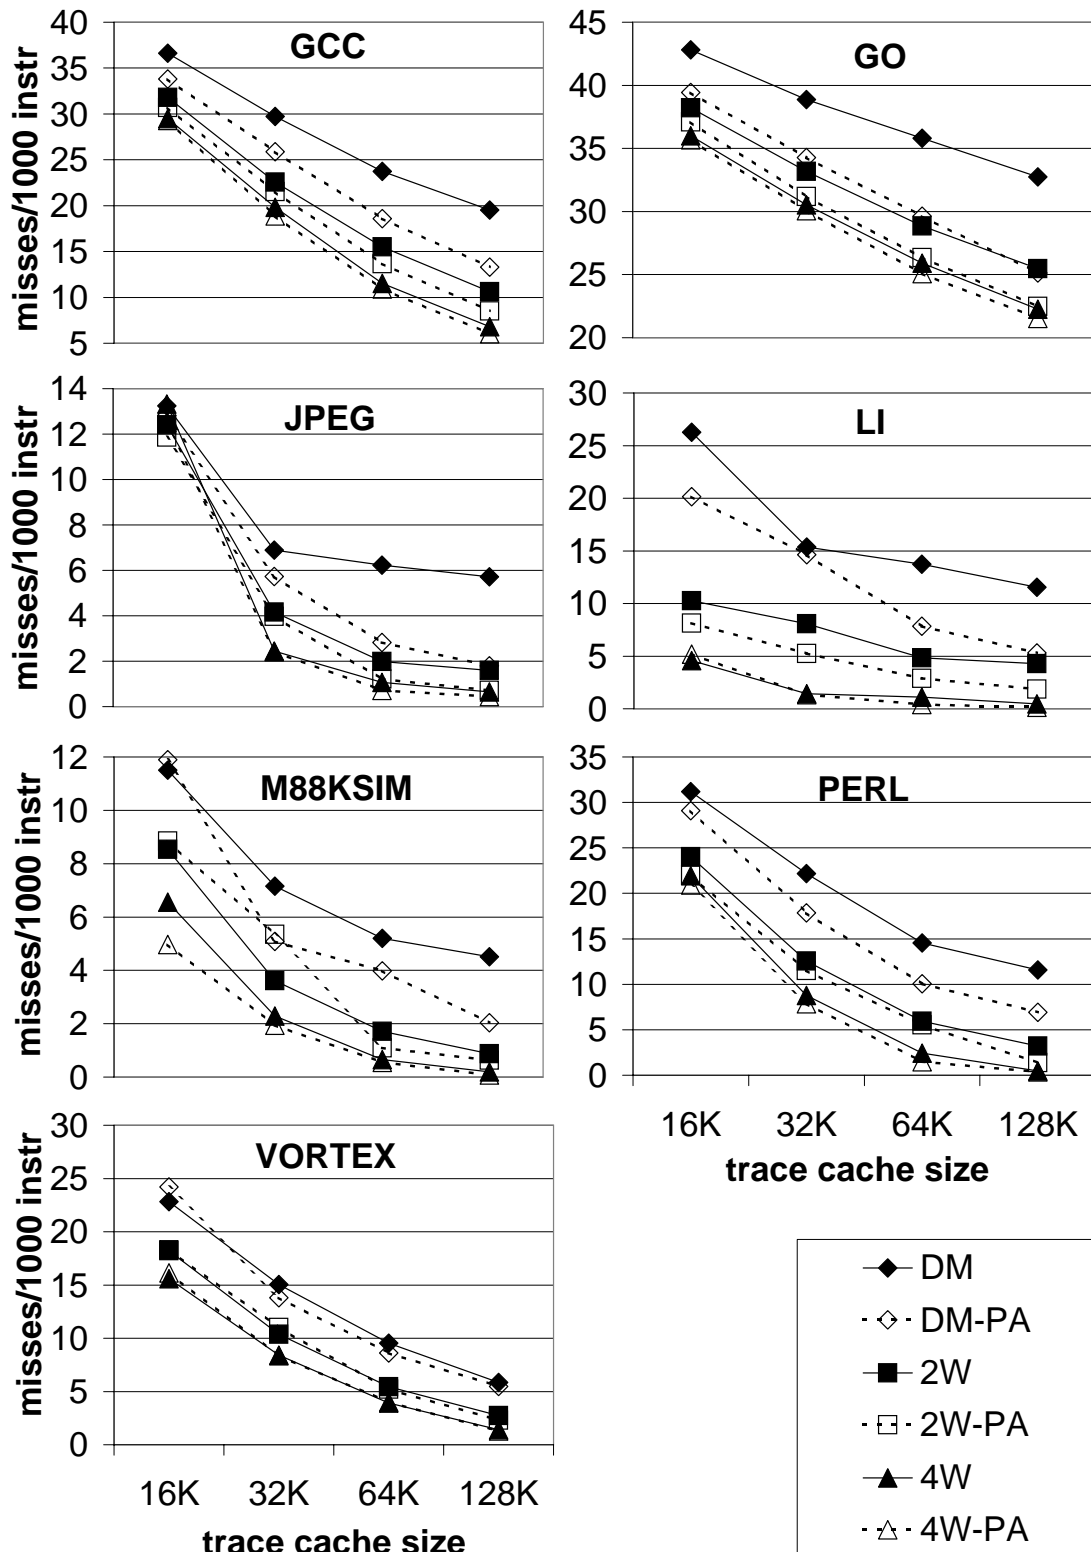 GCC
misses/1000 instr
40
35
30
25
20
15
10
5
GO
45
40
35
30
25
20
JPEG
misses/1000 instr
14
12
10
8
6
4
2
0
LI
30
25
20
15
10
5
0
M88KSIM
misses/1000 instr
12
10
8
6
4
2
0
PERL
35
30
25
20
15
10
5
0
16K 32K 64K 128K
trace cache size
VORTEX
misses/1000 instr
30
25
20
15
10
5
0
16K 32K 64K 128K
trace cache size
DM
DM-PA
2W
2W-PA
4W
4W-PA